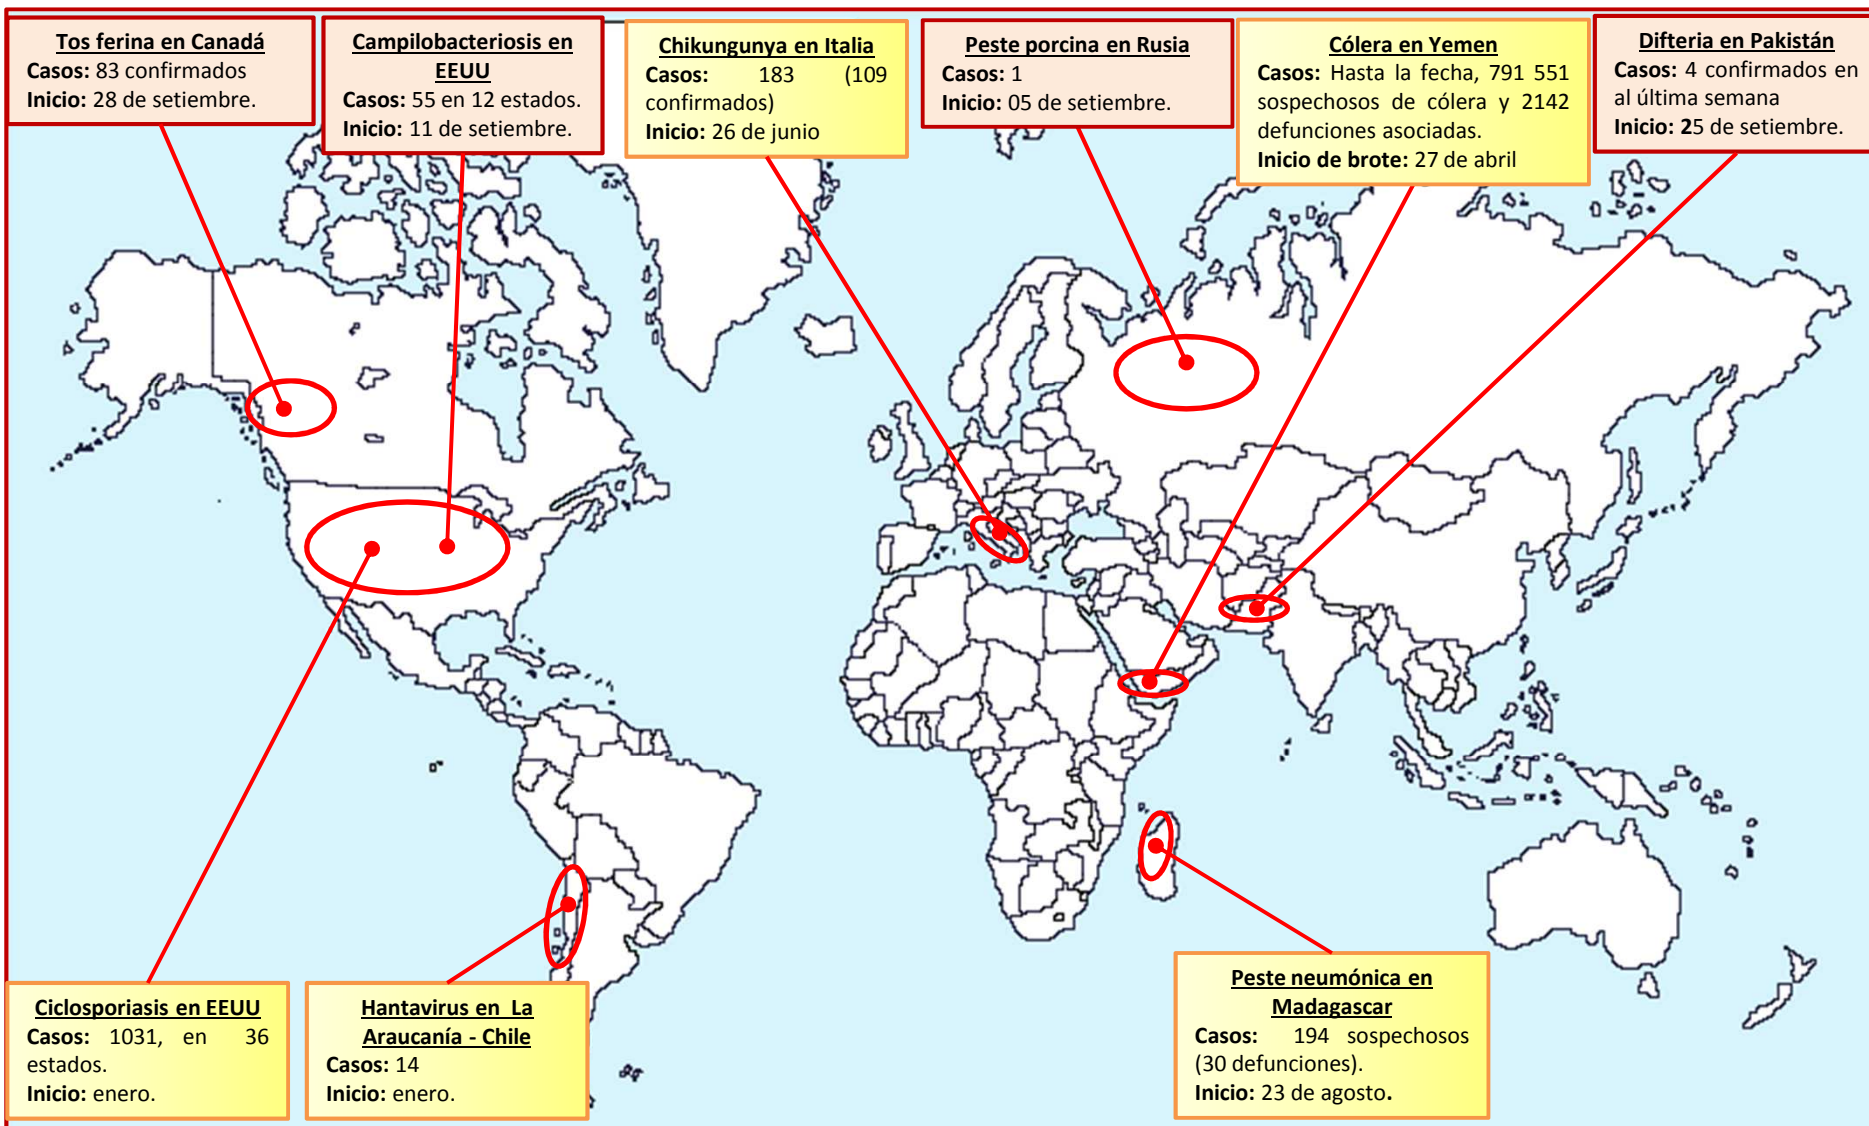 Tos ferina en Canadá
Casos: 83 confirmados
Inicio: 28 de setiembre.
Campilobacteriosis en
EEUU
Casos: 55 en 12 estados.
Inicio: 11 de setiembre.
Chikungunya en Italia
Casos: 183 (109
confirmados)
Inicio: 26 de junio
Peste porcina en Rusia
Casos: 1
Inicio: 05 de setiembre.
Cólera en Yemen
Casos: Hasta la fecha, 791 551
sospechosos de cólera y 2142
defunciones asociadas.
Inicio de brote: 27 de abril
Difteria en Pakistán
Casos: 4 confirmados en
al última semana
Inicio: 25 de setiembre.
Ciclosporiasis en EEUU
Casos: 1031, en 36
estados.
Inicio: enero.
Hantavirus en La
Araucanía - Chile
Casos: 14
Inicio: enero.
Peste neumónica en
Madagascar
Casos: 194 sospechosos
(30 defunciones).
Inicio: 23 de agosto.